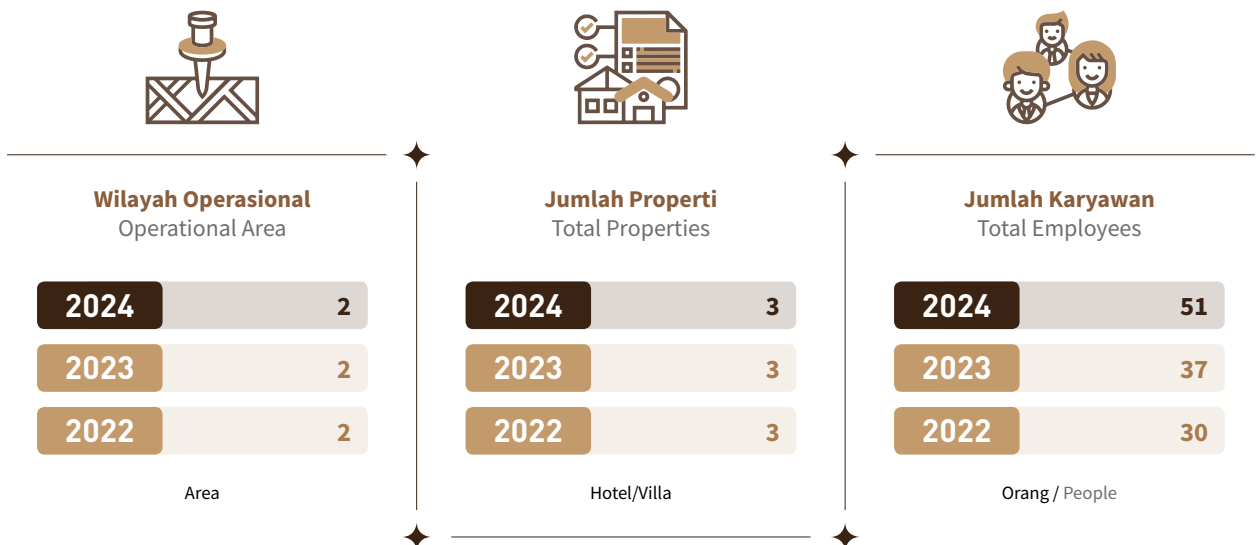 Wilayah Operasional
Operational Area
2024 2
2023 2
2022 2
Area
Jumlah Properti
Total Properties
2024 3
2023 3
2022 3
Hotel/Villa
Jumlah Karyawan
Total Employees
2024 51
2023 37
2022 30
Orang / People